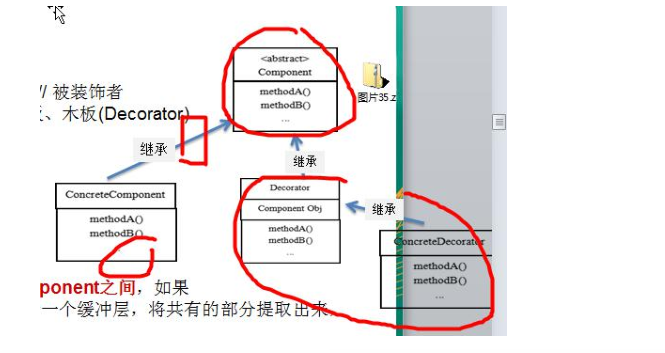 <abstract>
Component
methodA()
methodB()
...
图片35.z
// 被装饰者
、木板(Decorator)
继承
继承
ConcreteComponent
methodA()
methodB()
Decorator
Component Obj
methodA()
methodB()
...
继承
ConcreteDecorator
methodA()
methodB()
...
ponent之间，如果
一个缓冲层，将共有的部分提取出来